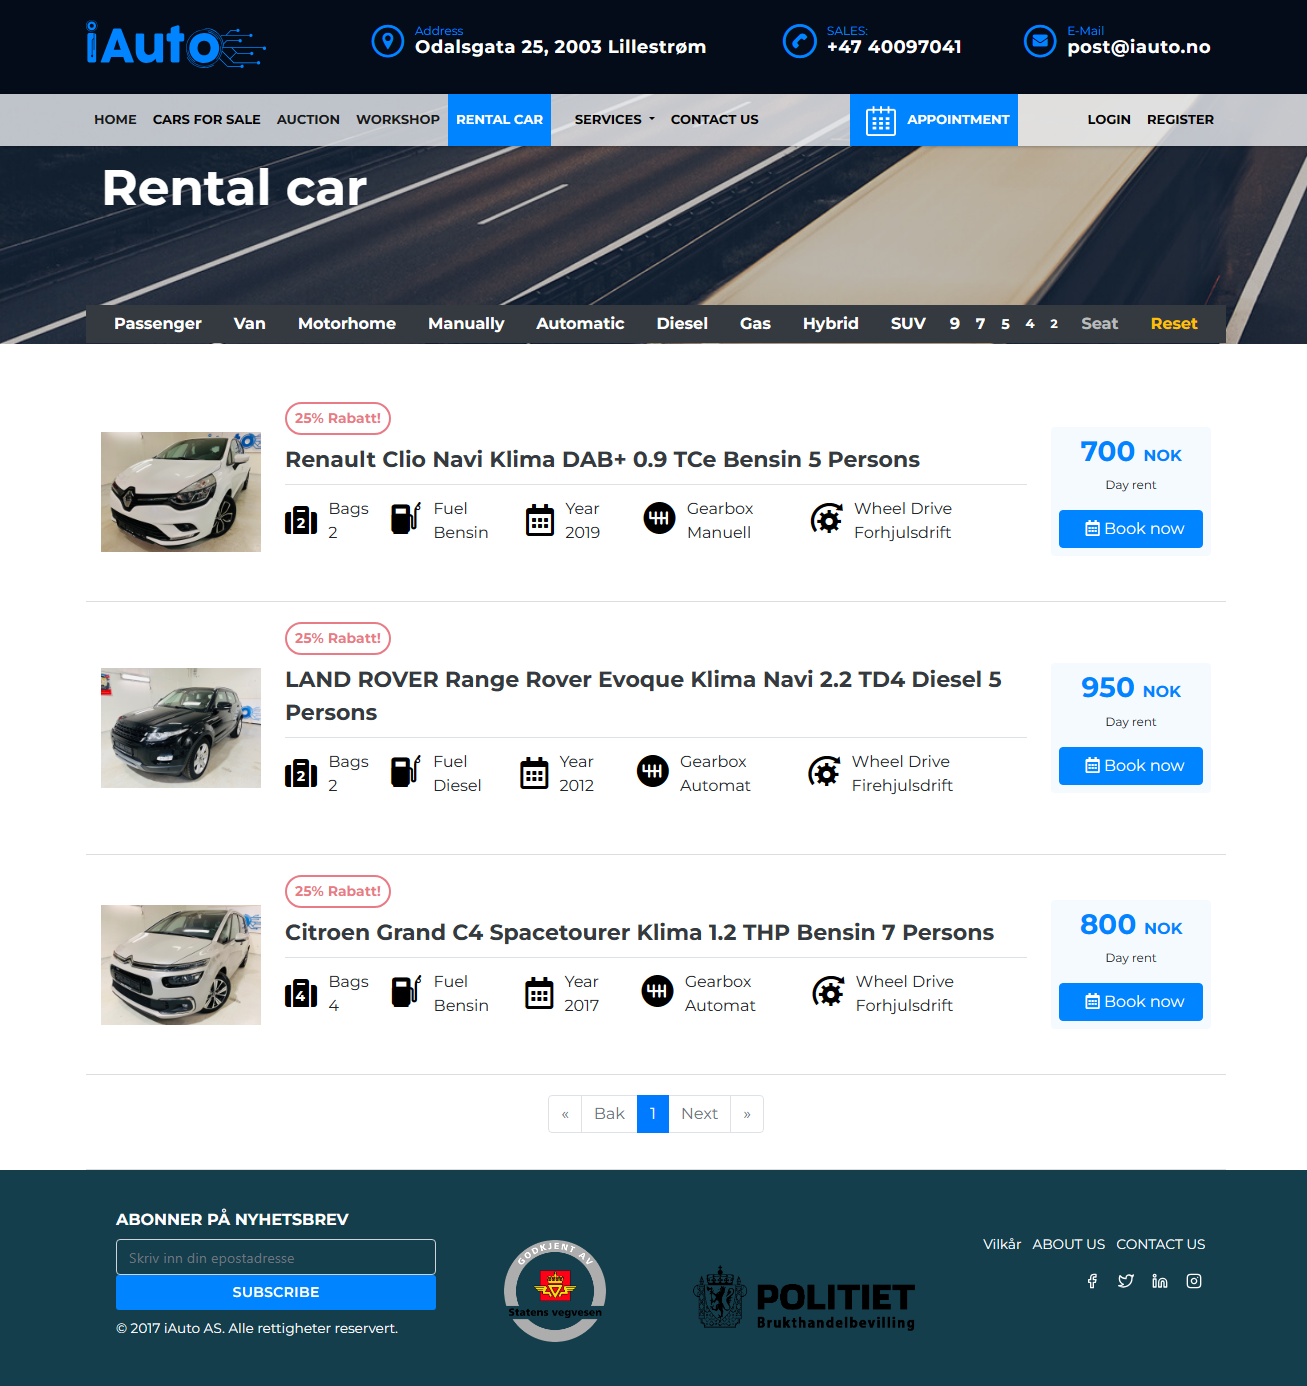 iAuto
Address
Odalsgata 25, 2003 Lillestrøm
SALES:
+47 40097041
E-Mail
post@iauto.no
HOME CARS FOR SALE AUCTION WORKSHOP RENTAL CAR SERVICES CONTACT US APPOINTMENT LOGIN REGISTER
Rental car
Passenger Van Motorhome Manually Automatic Diesel Gas Hybrid SUV 9 7 5 4 2 Seat Reset
25% Rabatt!
Renault Clio Navi Klima DAB+ 0.9 TCe Bensin 5 Persons
2
Bags
2
Fuel
Bensin
Year
2019
Gearbox
Manuell
Wheel Drive
Forhjulsdrift
700 NOK
Day rent
Book now
25% Rabatt!
LAND ROVER Range Rover Evoque Klima Navi 2.2 TD4 Diesel 5
Persons
2
Bags
2
Fuel
Diesel
Year
2012
Gearbox
Automat
Wheel Drive
Firehjulsdrift
950 NOK
Day rent
Book now
25% Rabatt!
Citroen Grand C4 Spacetourer Klima 1.2 THP Bensin 7 Persons
4
Bags
4
Fuel
Bensin
Year
2017
Gearbox
Automat
Wheel Drive
Forhjulsdrift
800 NOK
Day rent
Book now
« Bak 1 Next »
ABONNER PÅ NYHETSBREV
Skriv inn din epostadresse
SUBSCRIBE
© 2017 iAuto AS. Alle rettigheter reservert.
GODKJENT AV
Statens vegvesen
POLITIET
Brukthandelbevilling
Vilkår ABOUT US CONTACT US